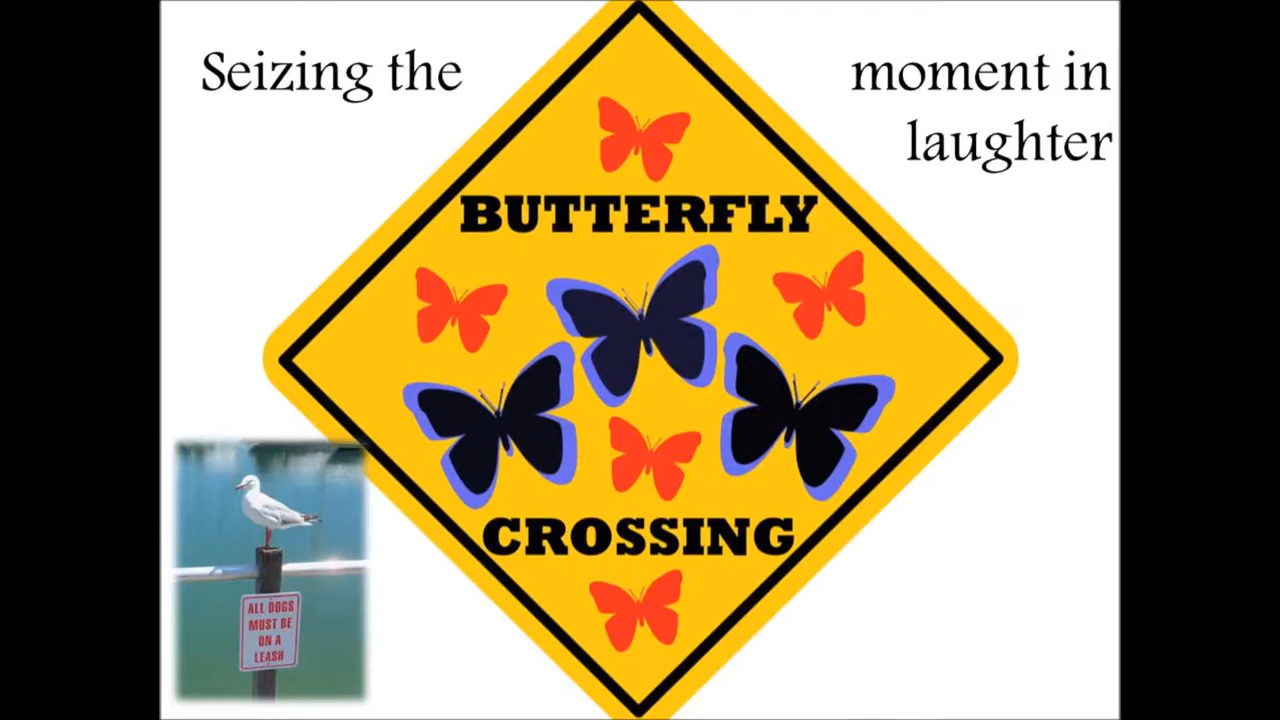 Seizing the
moment in
laughter
BUTTERFLY
CROSSING
ALL DOGS
MUST BE
ON A
LEASH